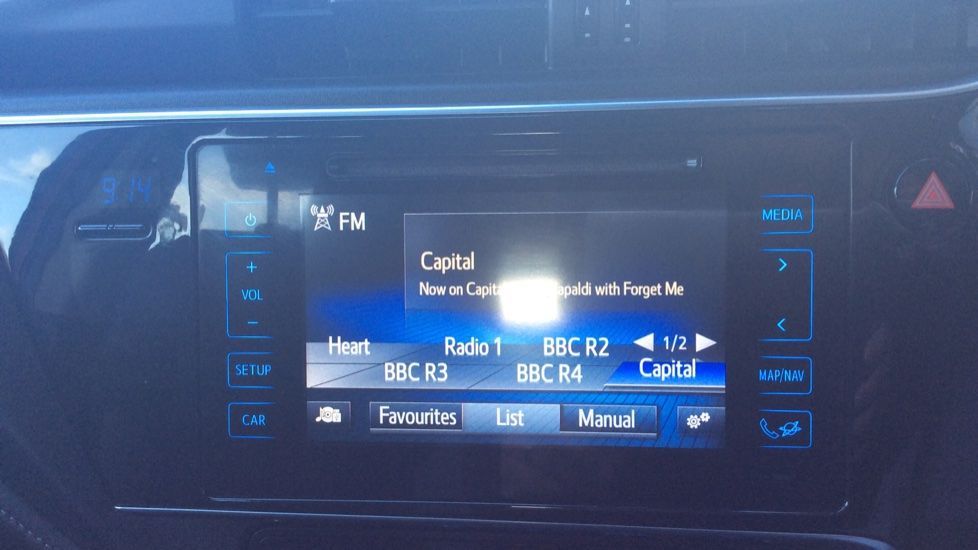 9:14
FM
MEDIA
Capital
Now on Capital apaldi with Forget Me
+
VOL
-
Heart Radio 1 BBC R2 1/2
BBC R3 BBC R4 Capital
SETUP
MAP/NAV
CAR
Favourites List Manual